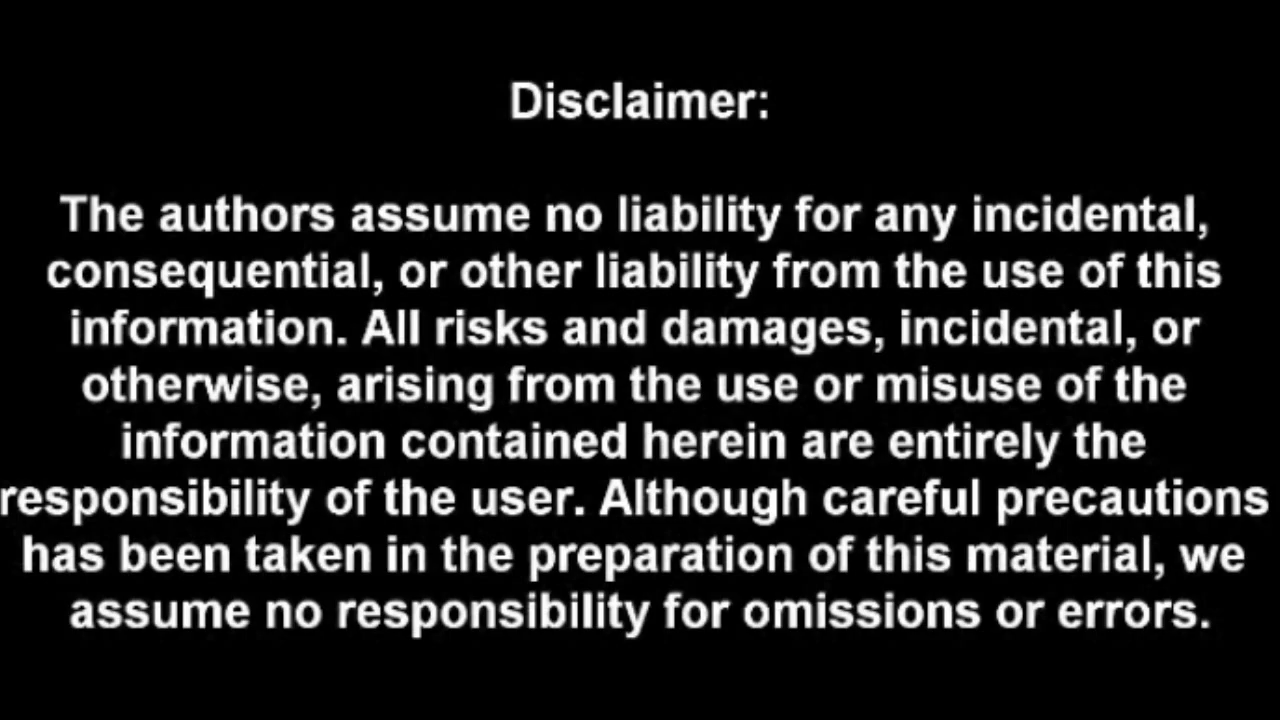 Disclaimer:
The authors assume no liability for any incidental,
consequential, or other liability from the use of this
information. All risks and damages, incidental, or
otherwise, arising from the use or misuse of the
information contained herein are entirely the
responsibility of the user. Although careful precautions
has been taken in the preparation of this material, we
assume no responsibility for omissions or errors.